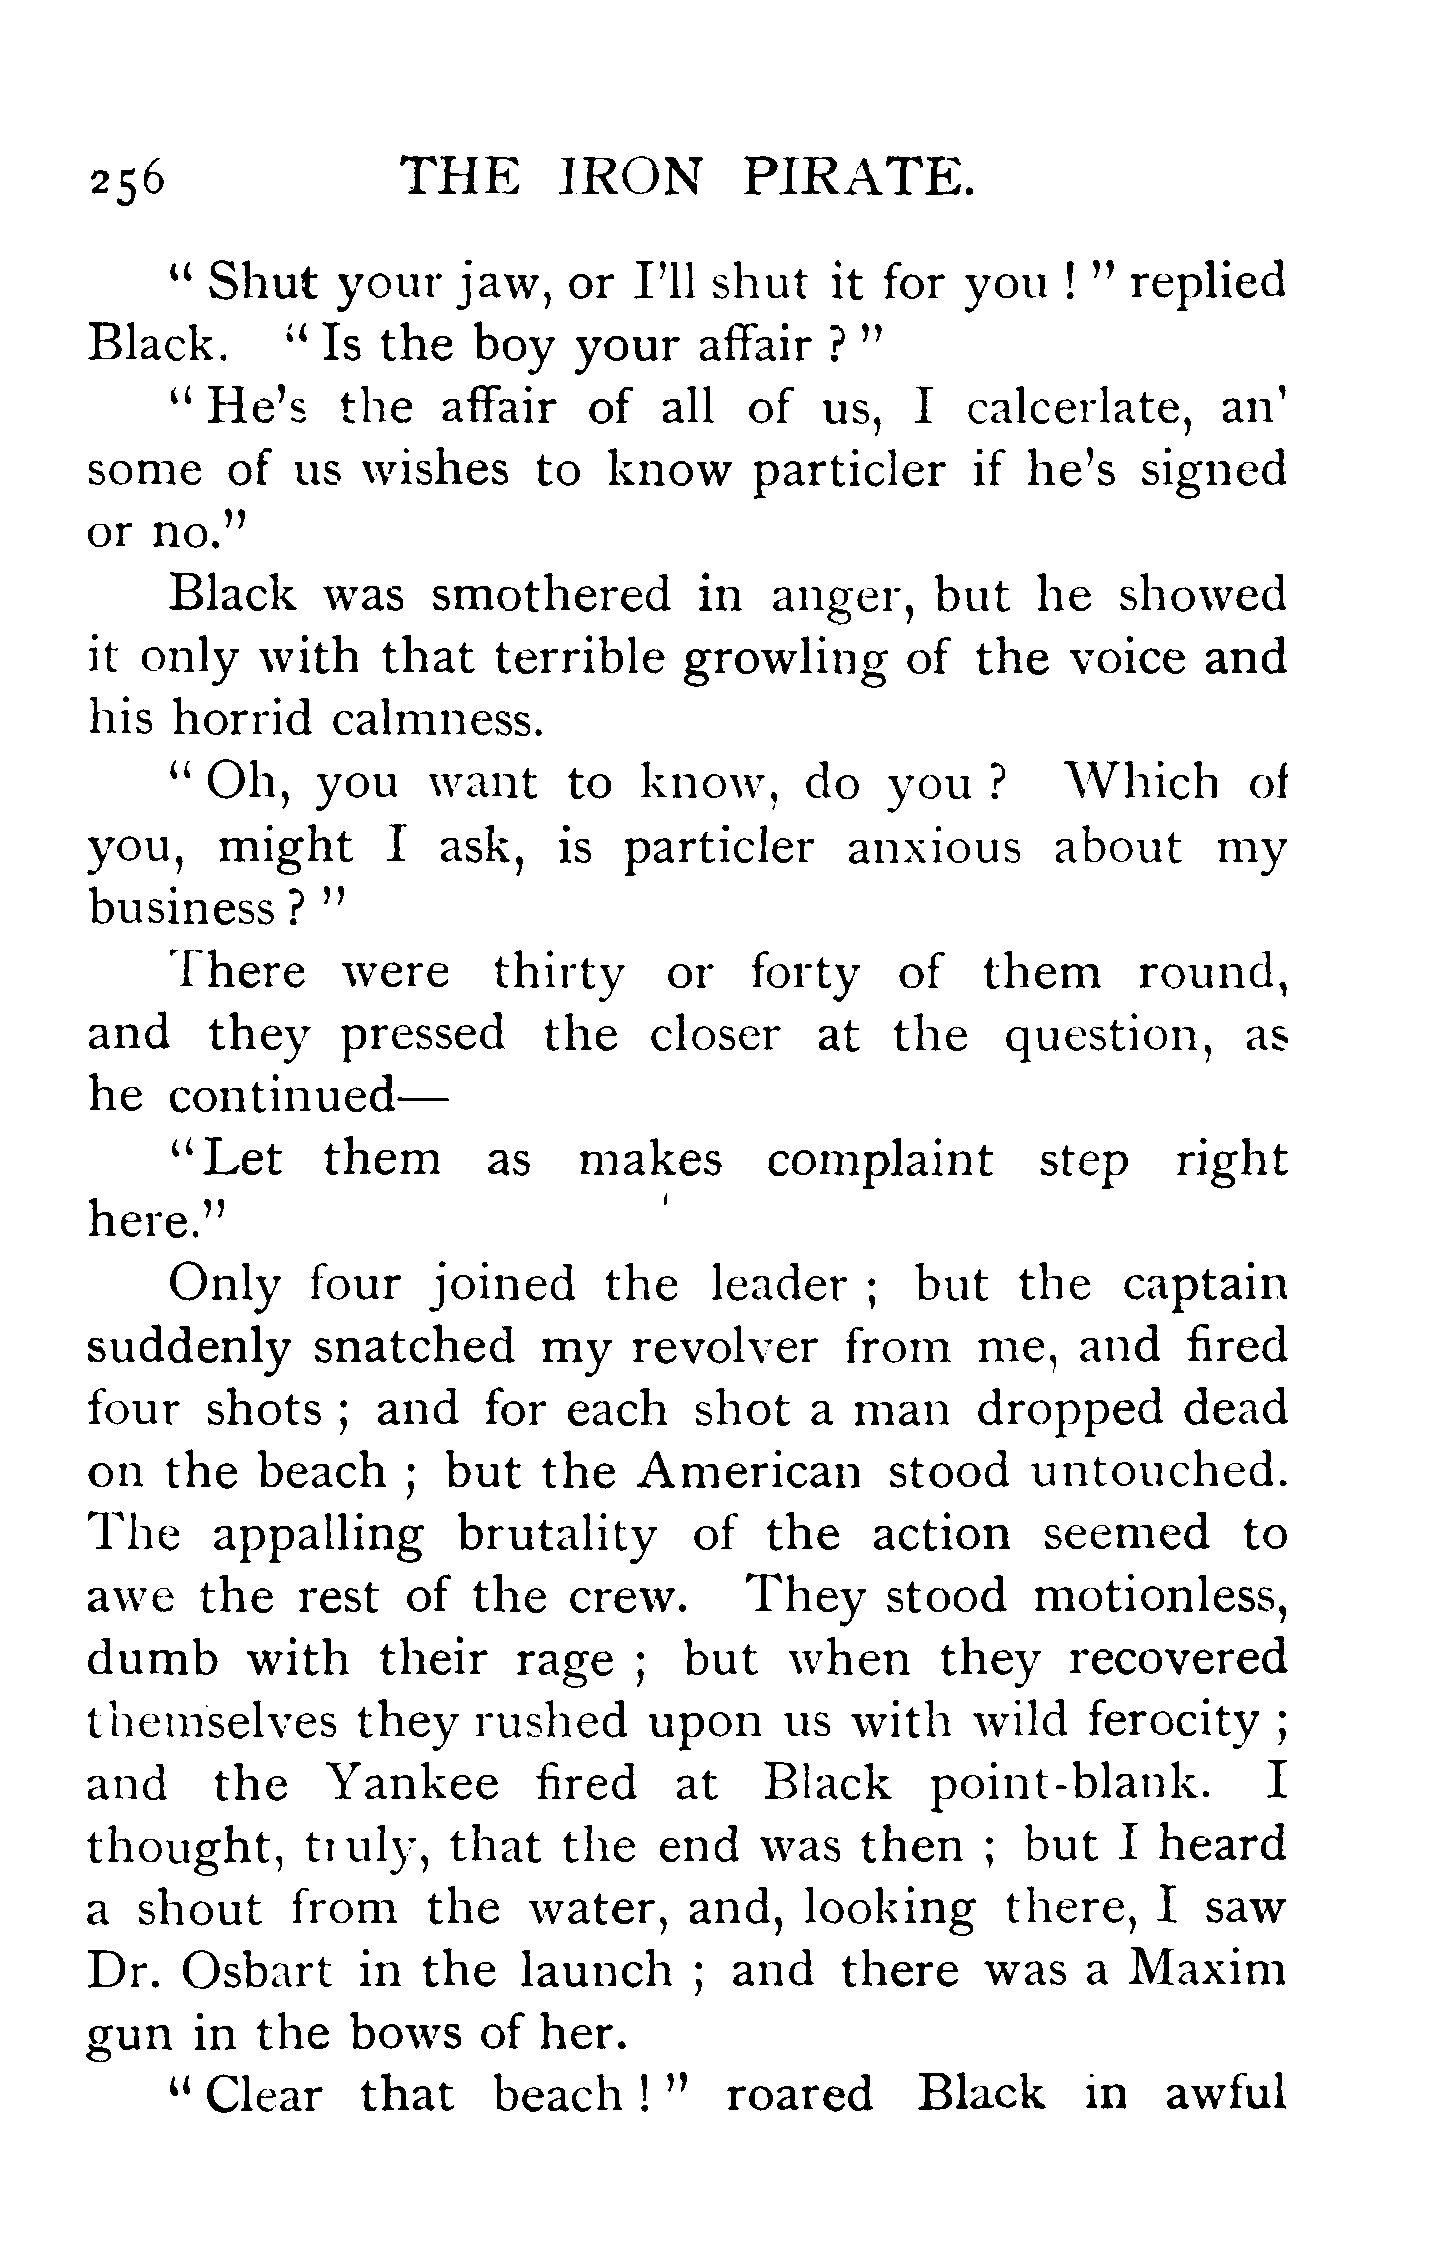 256 THE IRON PIRATE.
“ Shut your jaw, or I’ll shut it for you ! ” replied
Black. “ Is the boy your affair ? ”
“ He’s the affair of all of us, I calcerlate, an’
some of us wishes to know particler if he’s signed
or no.”
Black was smothered in anger, but he showed
it only with that terrible growling of the voice and
his horrid calmness.
“ Oh, you want to know, do you ? Which of
you, might I ask, is particler anxious about my
business ? ”
There were thirty or forty of them round,
and they pressed the closer at the question, as
he continued—
“ Let them as makes complaint step right
here.”
Only four joined the leader ; but the captain
suddenly snatched my revolver from me, and fired
four shots ; and for each shot a man dropped dead
on the beach ; but the American stood untouched.
The appalling brutality of the action seemed to
awe the rest of the crew. They stood motionless,
dumb with their rage ; but when they recovered
themselves they rushed upon us with wild ferocity ;
and the Yankee fired at Black point-blank. I
thought, truly, that the end was then ; but I heard
a shout from the water, and, looking there, I saw
Dr. Osbart in the launch ; and there was a Maxim
gun in the bows of her.
“ Clear that beach ! ” roared Black in awful